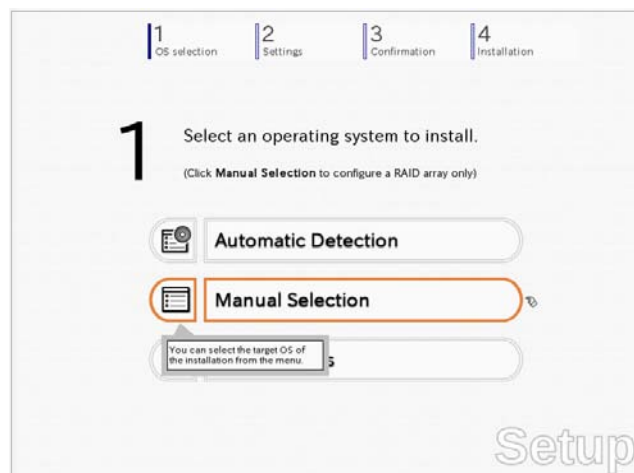 1
OS selection
2
Settings
3
Confirmation
4
Installation
1
Select an operating system to install.
(Click Manual Selection to configure a RAID array only)
Automatic Detection
Manual Selection
You can select the target OS of
the installation from the menu.
Setup